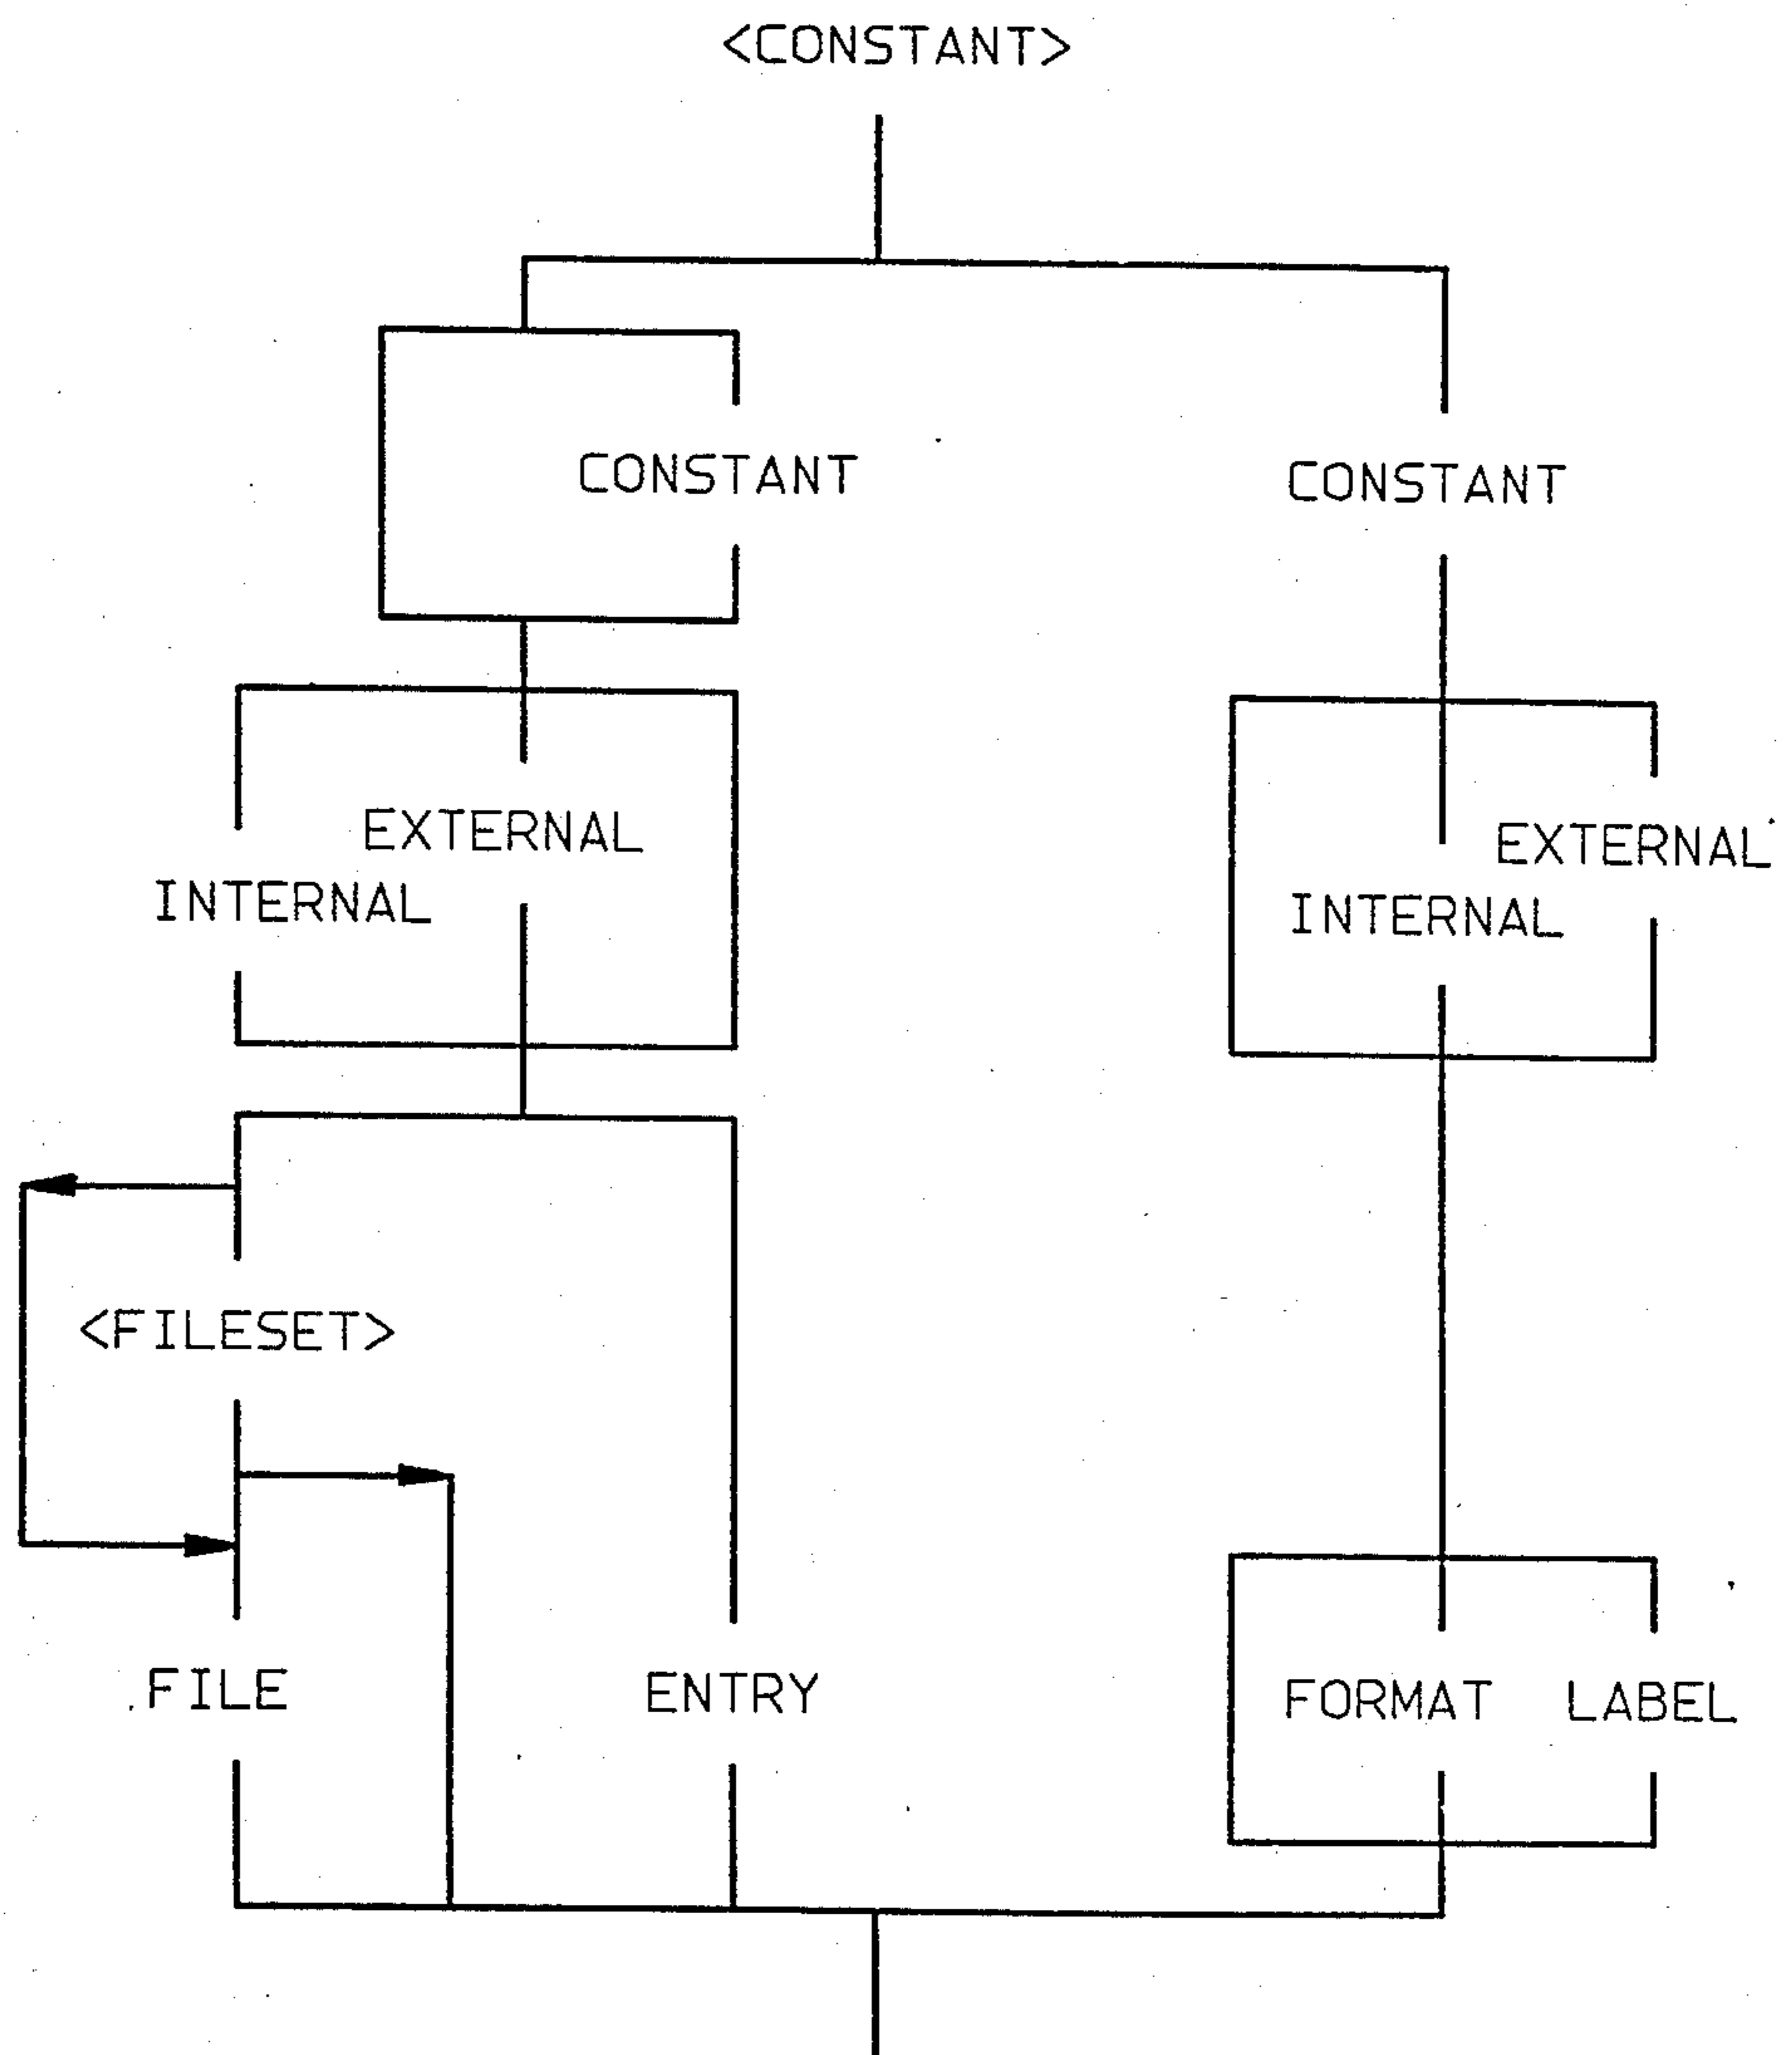 <CONSTANT>
CONSTANT
CONSTANT
EXTERNAL
INTERNAL
EXTERNAL
INTERNAL
<FILESET>
FILE
ENTRY
FORMAT
LABEL